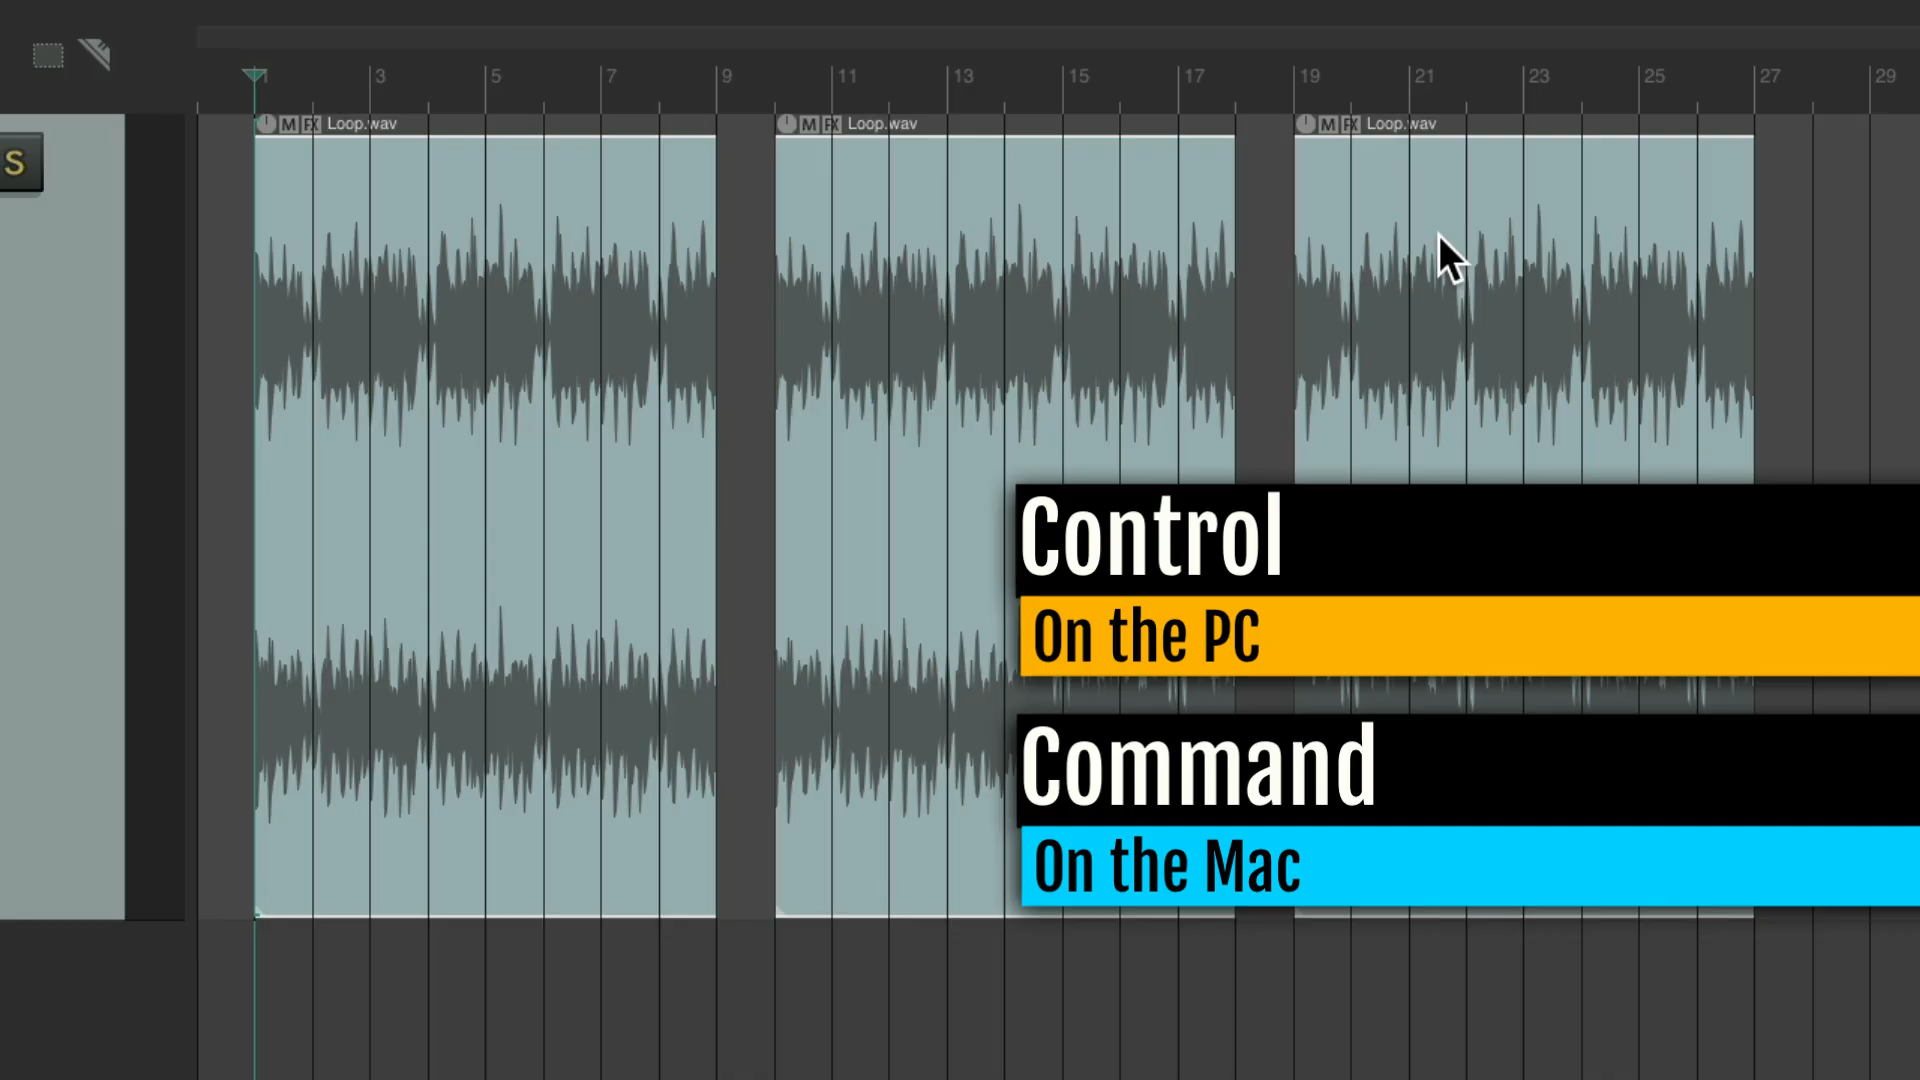 1 3 5 7 9 11 13 15 17 19 21 23 25 27 29
M FX Loop.wav M FX Loop.wav M FX Loop.wav
S
Control
On the PC
Command
On the Mac